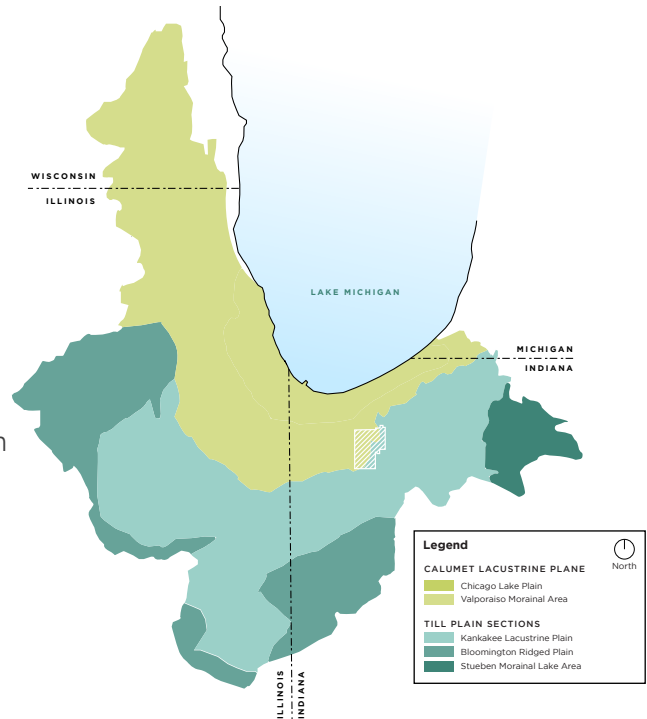 WISCONSIN
ILLINOIS
LAKE MICHIGAN
MICHIGAN
INDIANA
n
Legend
North
CALUMET LACUSTRINE PLANE
Chicago Lake Plain
Valporaiso Morainal Area
TILL PLAIN SECTIONS
Kankakee Lacustrine Plain
Bloomington Ridged Plain
Stueben Morainal Lake Area
ILLINOIS
INDIANA